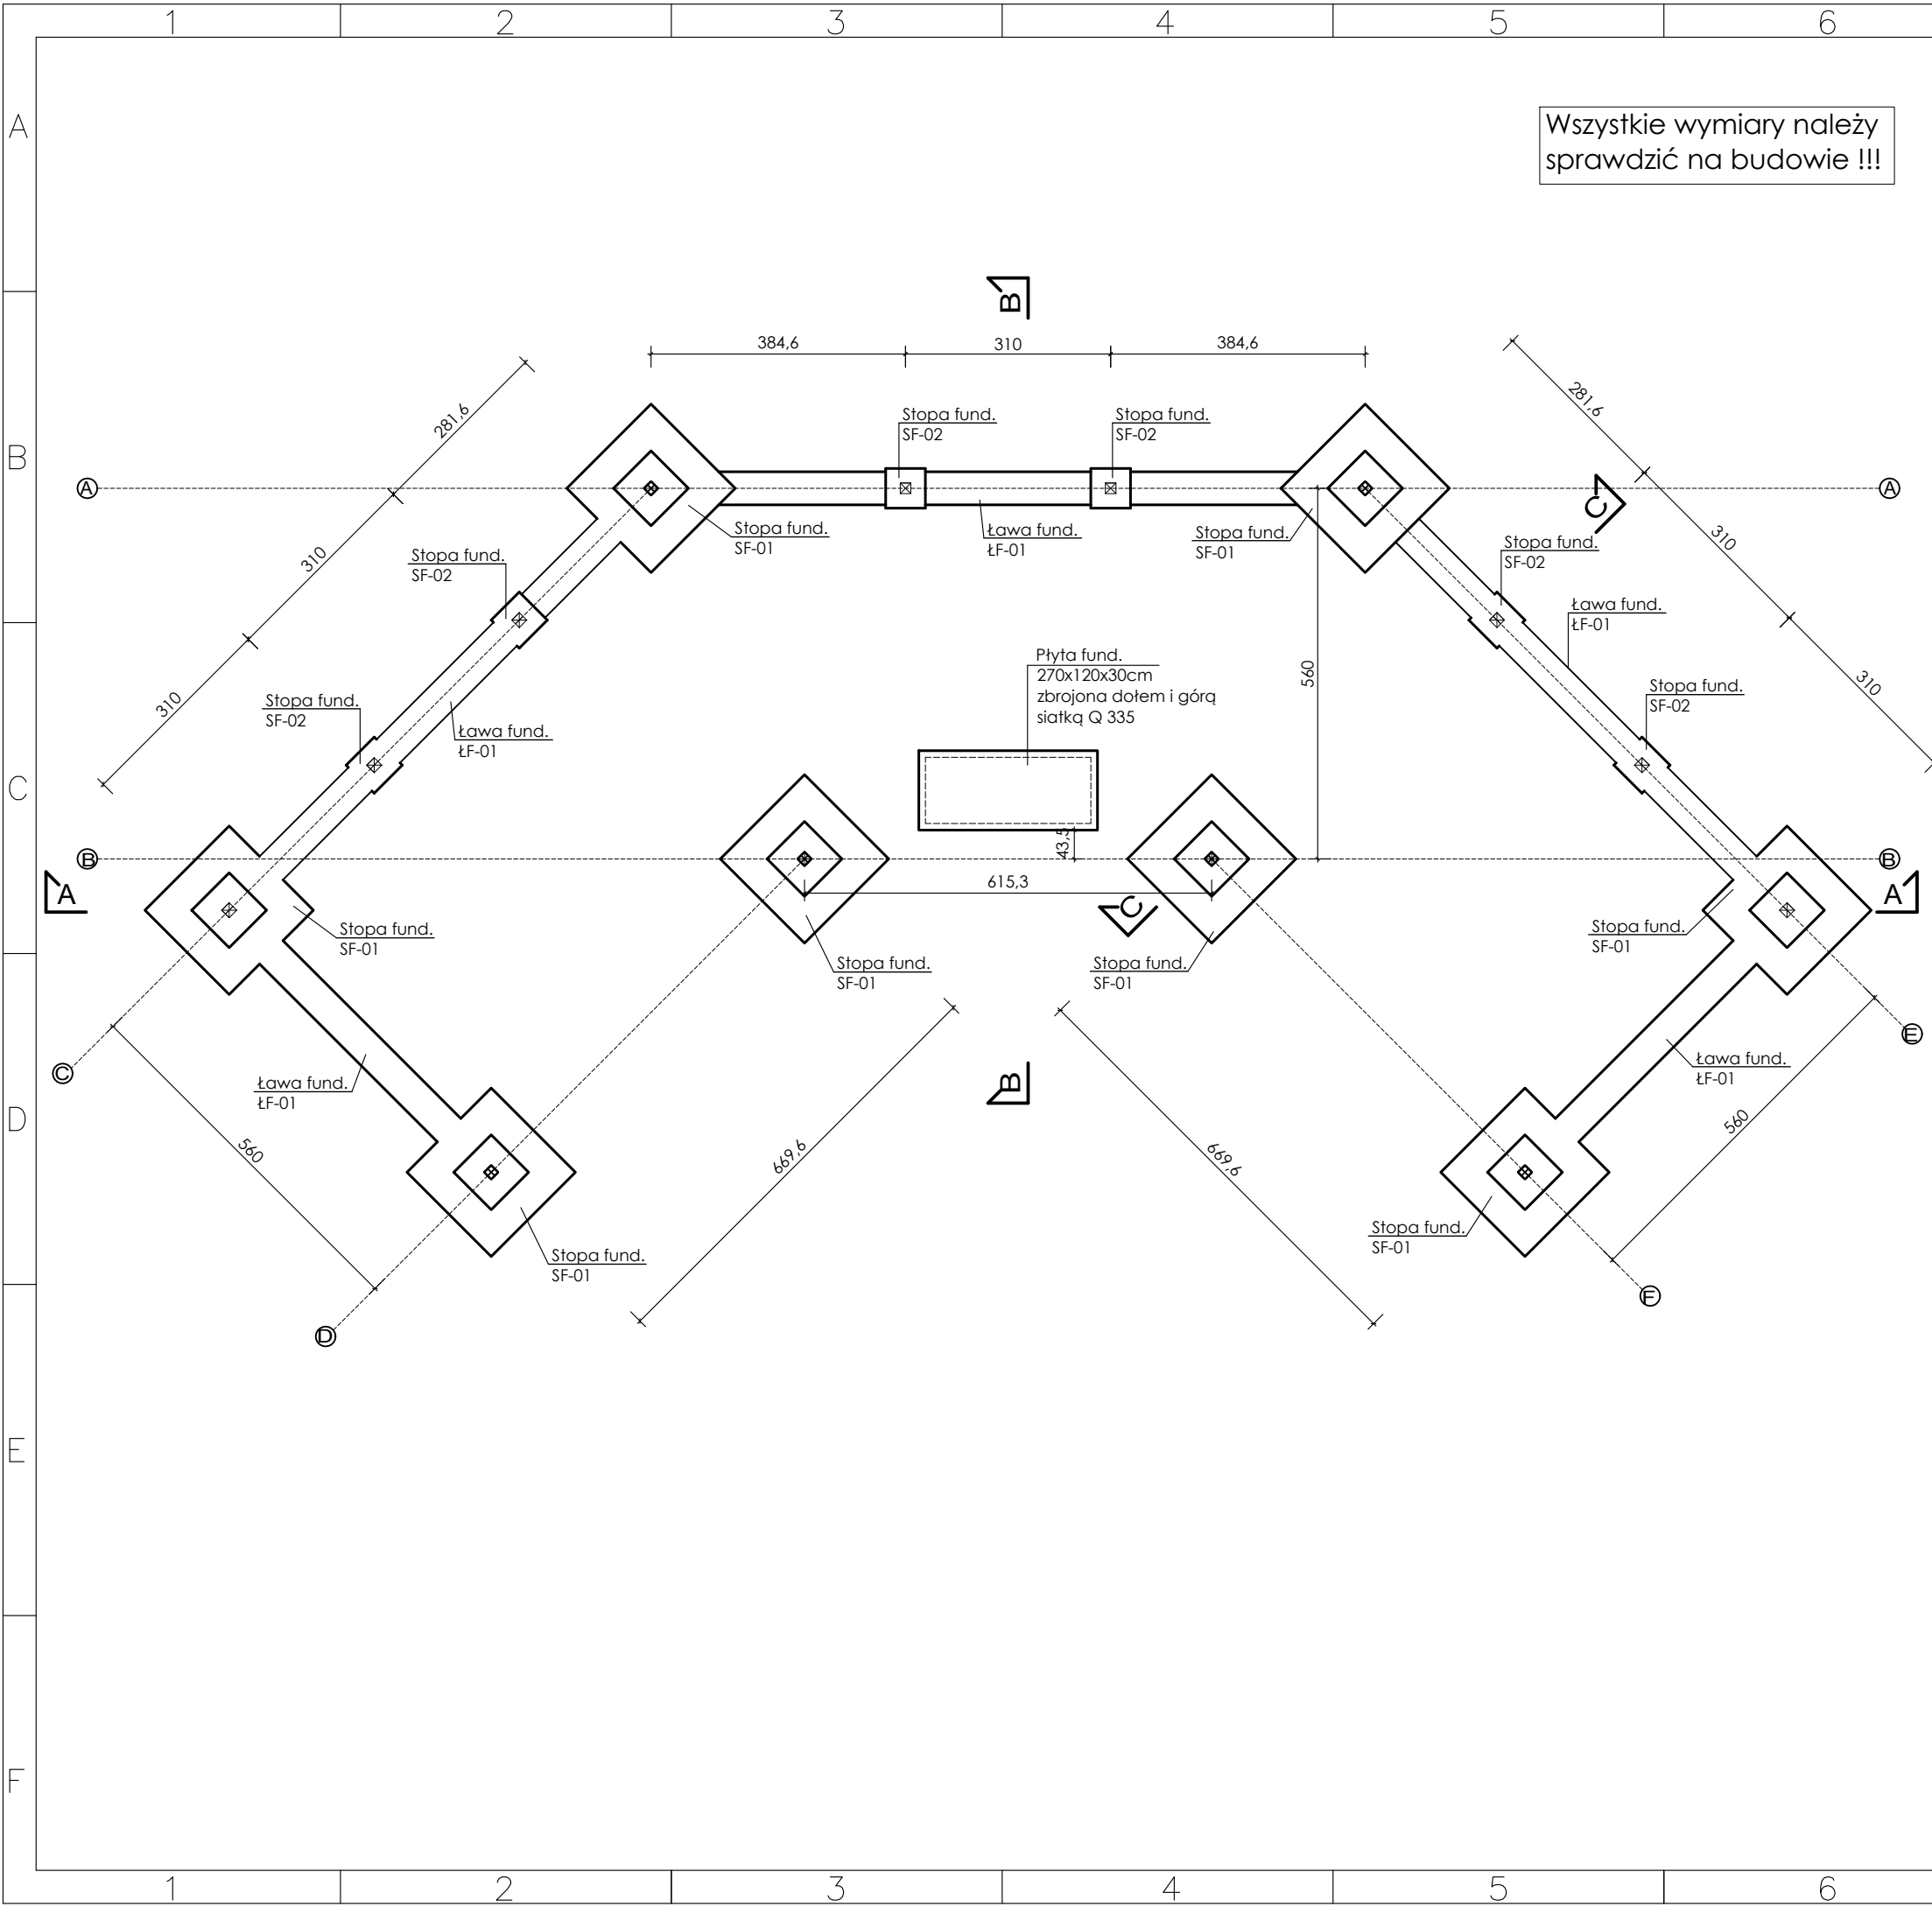 1 2 3 4 5 6
A
Wszystkie wymiary należy
sprawdzić na budowie !!!
B
B
384,6 310 384,6
281,6
281,6
Stopa fund.
SF-02
Stopa fund.
SF-02
A
A
C
Stopa fund.
SF-01
Ława fund.
ŁF-01
Stopa fund.
SF-01
310
Stopa fund.
SF-02
Stopa fund.
SF-02
310
Ława fund.
ŁF-01
560
Płyta fund.
270x120x30cm
zbrojona dołem i górą
siatką Q 335
310
Stopa fund.
SF-02
Ława fund.
ŁF-01
Stopa fund.
SF-02
310
C
43,5
B
B
615,3
A
A
C
Stopa fund.
SF-01
Stopa fund.
SF-01
Stopa fund.
SF-01
Stopa fund.
SF-01
E
C
Ława fund.
ŁF-01
B
Ława fund.
ŁF-01
D
560
669,6
669,6
560
Stopa fund.
SF-01
Stopa fund.
SF-01
D
F
E
F
1 2 3 4 5 6